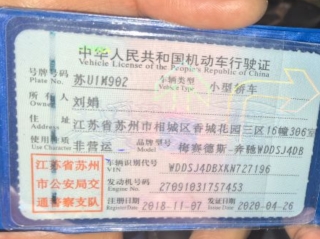 中华人民共和国机动车行驶证
Vehicle License of the People's Republic of China
号牌号码 苏U1M902 车辆类型 小型轿车
Plate No. Vehicle Type
所有人 刘娟
Owner
住址 江苏省苏州市相城区香城花园三区16幢306室
Address
使用性质 非营运 品牌型号 梅赛德斯-奔驰WDDSJ4DB
Use Character Model
江苏省苏州
市公安局交
通警察支队
车辆识别代号 WDDSJ4DBXKN727196
VIN
发动机号码 27091031757453
Engine No.
注册日期 2018-11-07 发证日期 2020-04-26
Register Date Issue Date